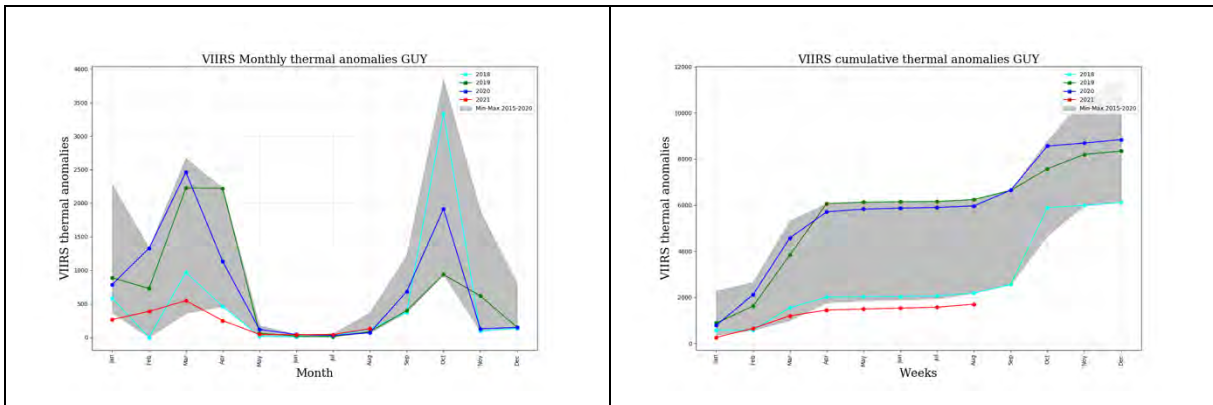 VIIRS Monthly thermal anomalies GUY
4000
3500
3000
2500
2000
1500
1000
500
0
VIIRS thermal anomalies
2018
2019
2020
2021
Min-Max 2015-2020
Jan
Feb
Mar
Apr
May
Jun
Jul
Aug
Sep
Oct
Nov
Dec
Month
VIIRS cumulative thermal anomalies GUY
12000
10000
8000
6000
4000
2000
0
VIIRS thermal anomalies
2018
2019
2020
2021
Min-Max 2015-2020
Jan
Feb
Mar
Apr
May
Jun
Jul
Aug
Sep
Oct
Nov
Dec
Weeks